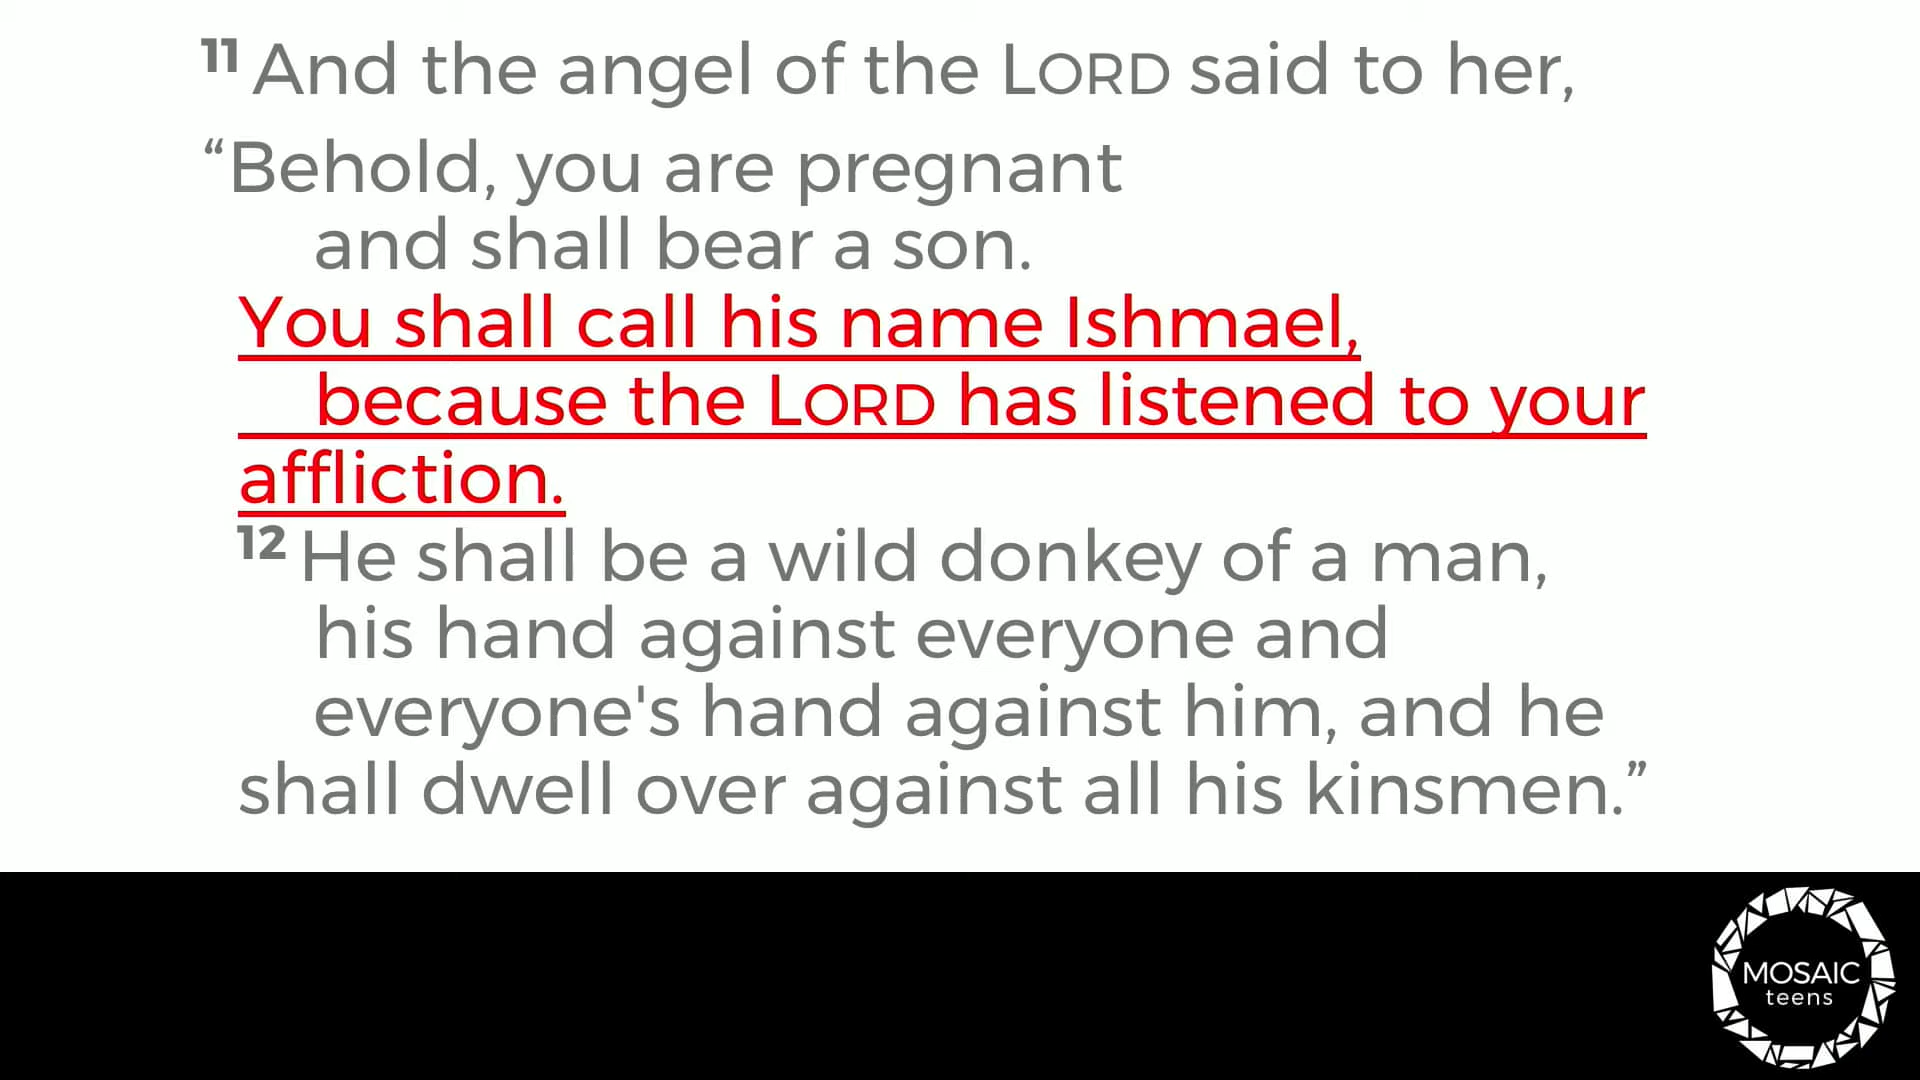 11 And the angel of the LORD said to her,
“Behold, you are pregnant
and shall bear a son.
You shall call his name Ishmael,
because the LORD has listened to your
affliction.
12 He shall be a wild donkey of a man,
his hand against everyone and
everyone's hand against him, and he
shall dwell over against all his kinsmen.”
MOSAIC
teens